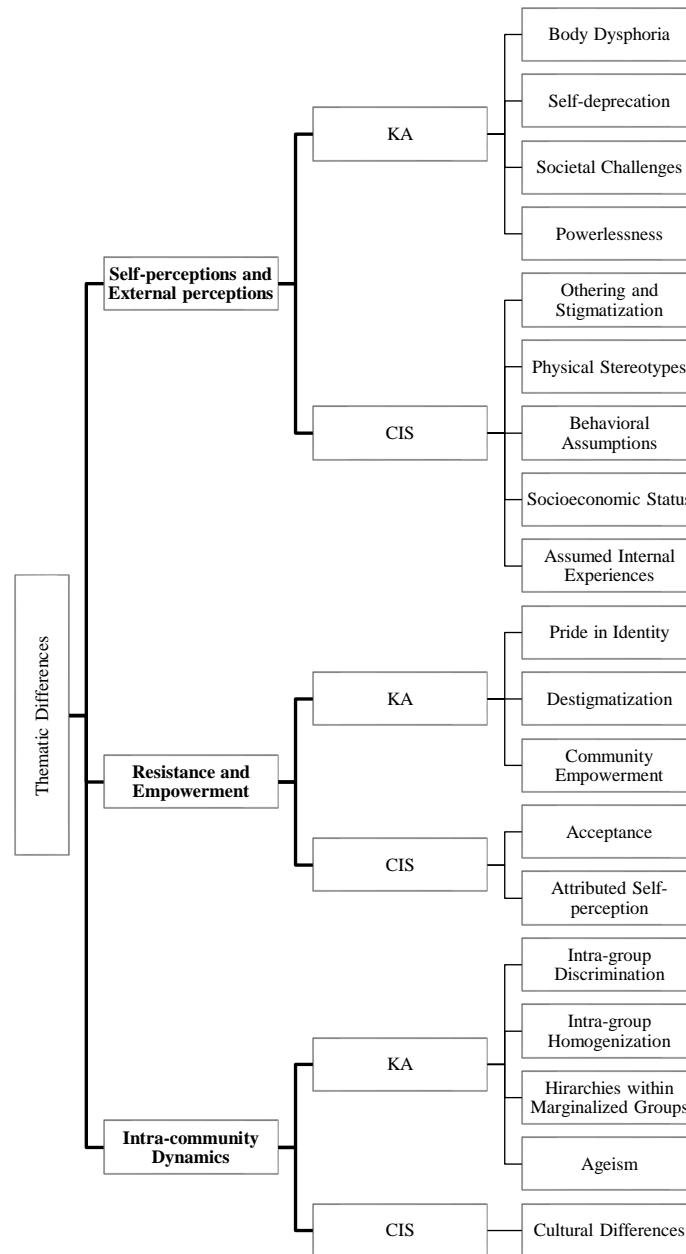 Thematic Differences
Self-perceptions and
External perceptions
KA
Body Dysphoria
Self-deprecation
Societal Challenges
Powerlessness
CIS
Othering and
Stigmatization
Physical Stereotypes
Behavioral
Assumptions
Socioeconomic Status
Assumed Internal
Experiences
Resistance and
Empowerment
KA
Pride in Identity
Destigmatization
Community
Empowerment
CIS
Acceptance
Attributed Self-
perception
Intra-community
Dynamics
KA
Intra-group
Discrimination
Intra-group
Homogenization
Hirarchies within
Marginalized Groups
Ageism
CIS
Cultural Differences